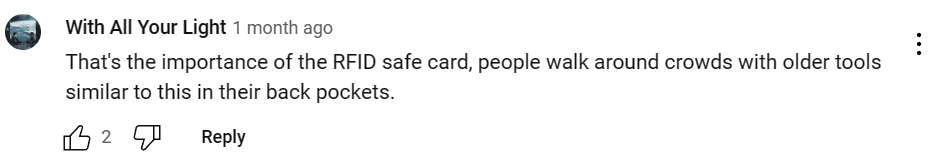 With All Your Light 1 month ago
That's the importance of the RFID safe card, people walk around crowds with older tools
similar to this in their back pockets.
2 Reply